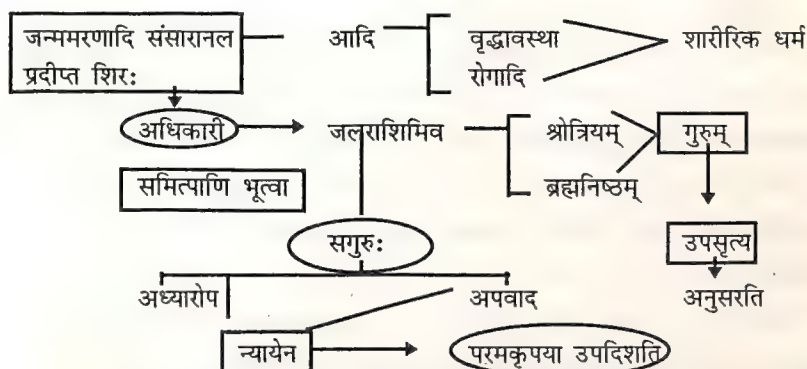 जन्ममरणादि संसारानल आदि वृद्धावस्था शारीरिक धर्म
प्रदीप्त शिर: रोगादि
अधिकारी जलराशिमिव श्रोत्रियम् गुरुम्
समित्पाणि भूत्वा ब्रह्मनिष्ठम्
सगुरु: उपसृत्य
अध्यारोप अपवाद अनुसरति
न्यायेन परमकृपया उपदिशति